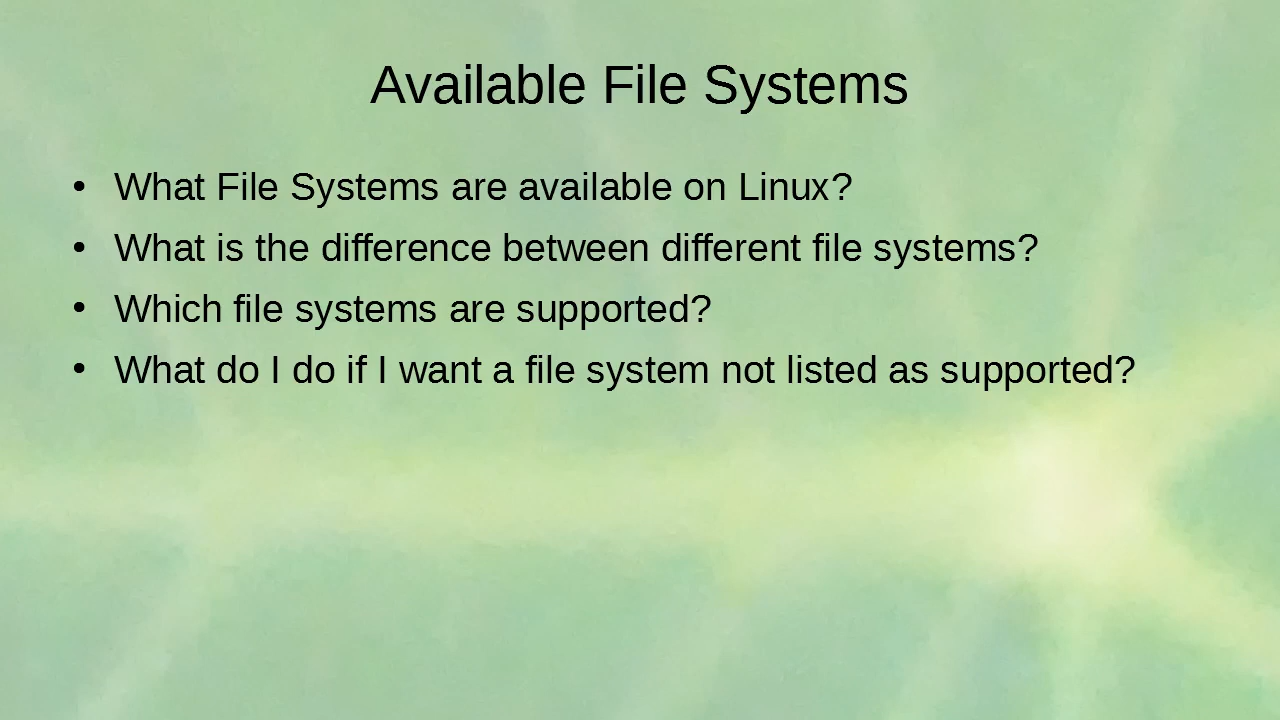 Available File Systems
• What File Systems are available on Linux?
• What is the difference between different file systems?
• Which file systems are supported?
• What do I do if I want a file system not listed as supported?